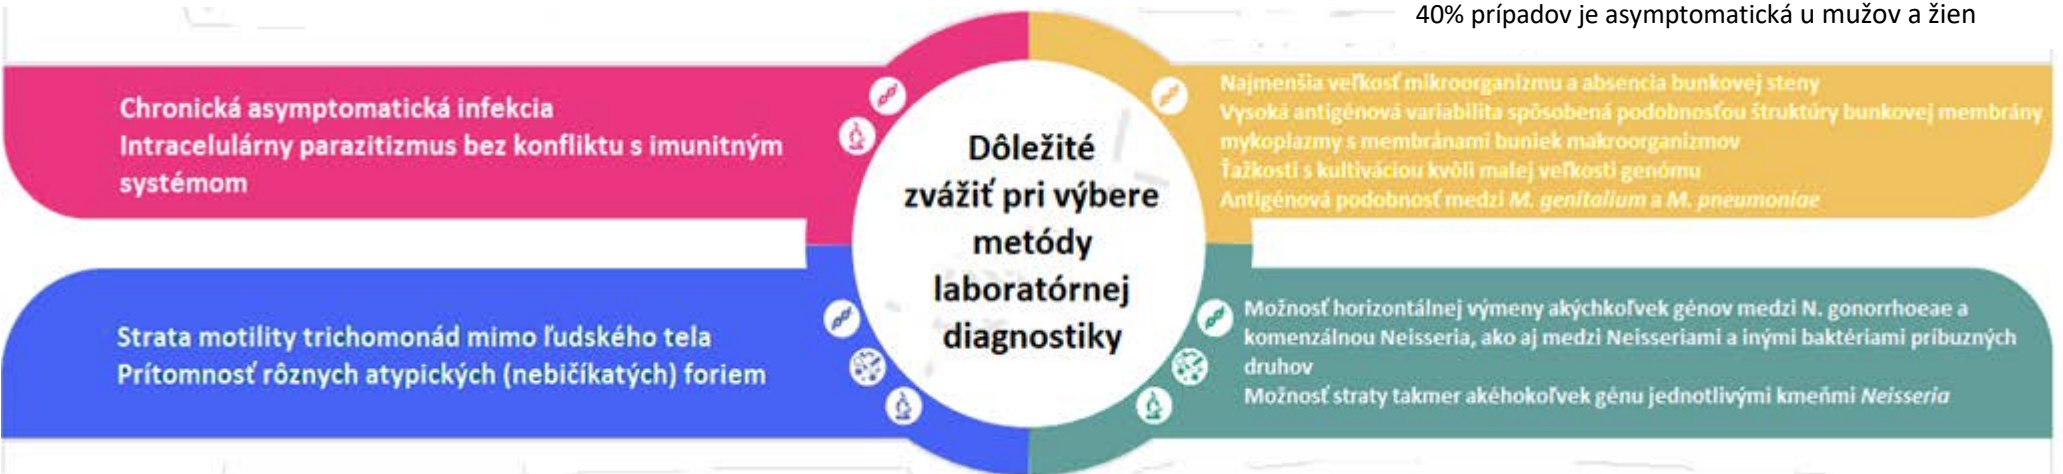 40% prípadov je asymptomatická u mužov a žien
Chronická asymptomatická infekcia
Intracelulárny parazitizmus bez konfliktu s imunitným
systémom
Dôležité
zvážiť pri výbere
metódy
laboratórnej
diagnostiky
Najmenšia veľkosť mikroorganizmu a absencia bunkovej steny
Vysoká antigénová variabilita spôsobená podobnosťou štruktúry bunkovej membrány
mykoplazmy s membránami buniek makroorganizmov
Ťažkosti s kultiváciou kvôli malej veľkosti genómu
Antigénová podobnosť medzi M. genitalium a M. pneumoniae
Strata motility trichomonád mimo ľudského tela
Prítomnosť rôznych atypických (nebičíkatých) foriem
Možnosť horizontálnej výmeny akýchkoľvek génov medzi N. gonorrhoeae a
komenzálnou Neisseria, ako aj medzi Neisseriami a inými baktériami príbuzných
druhov
Možnosť straty takmer akéhokoľvek génu jednotlivými kmeňmi Neisseria